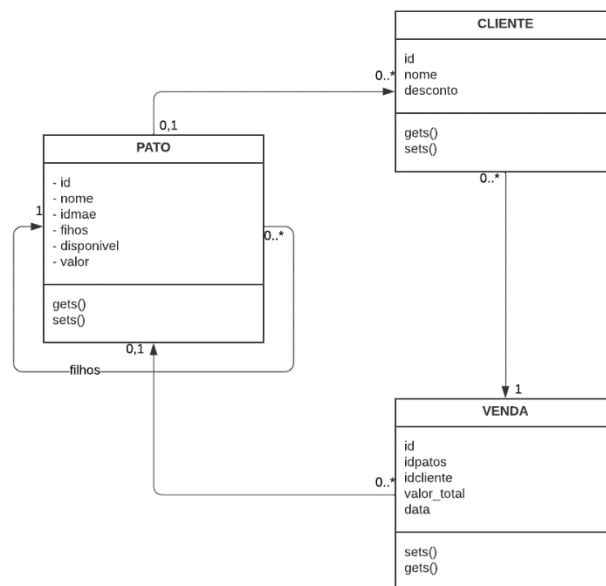 CLIENTE
id
nome
desconto
gets()
sets()
0..*
0,1
0..*
PATO
- id
- nome
- idmae
- fihos
- disponivel
- valor
gets()
sets()
1
0..*
filhos
0,1
0..*
1
VENDA
id
idpatos
idcliente
valor_total
data
sets()
gets()